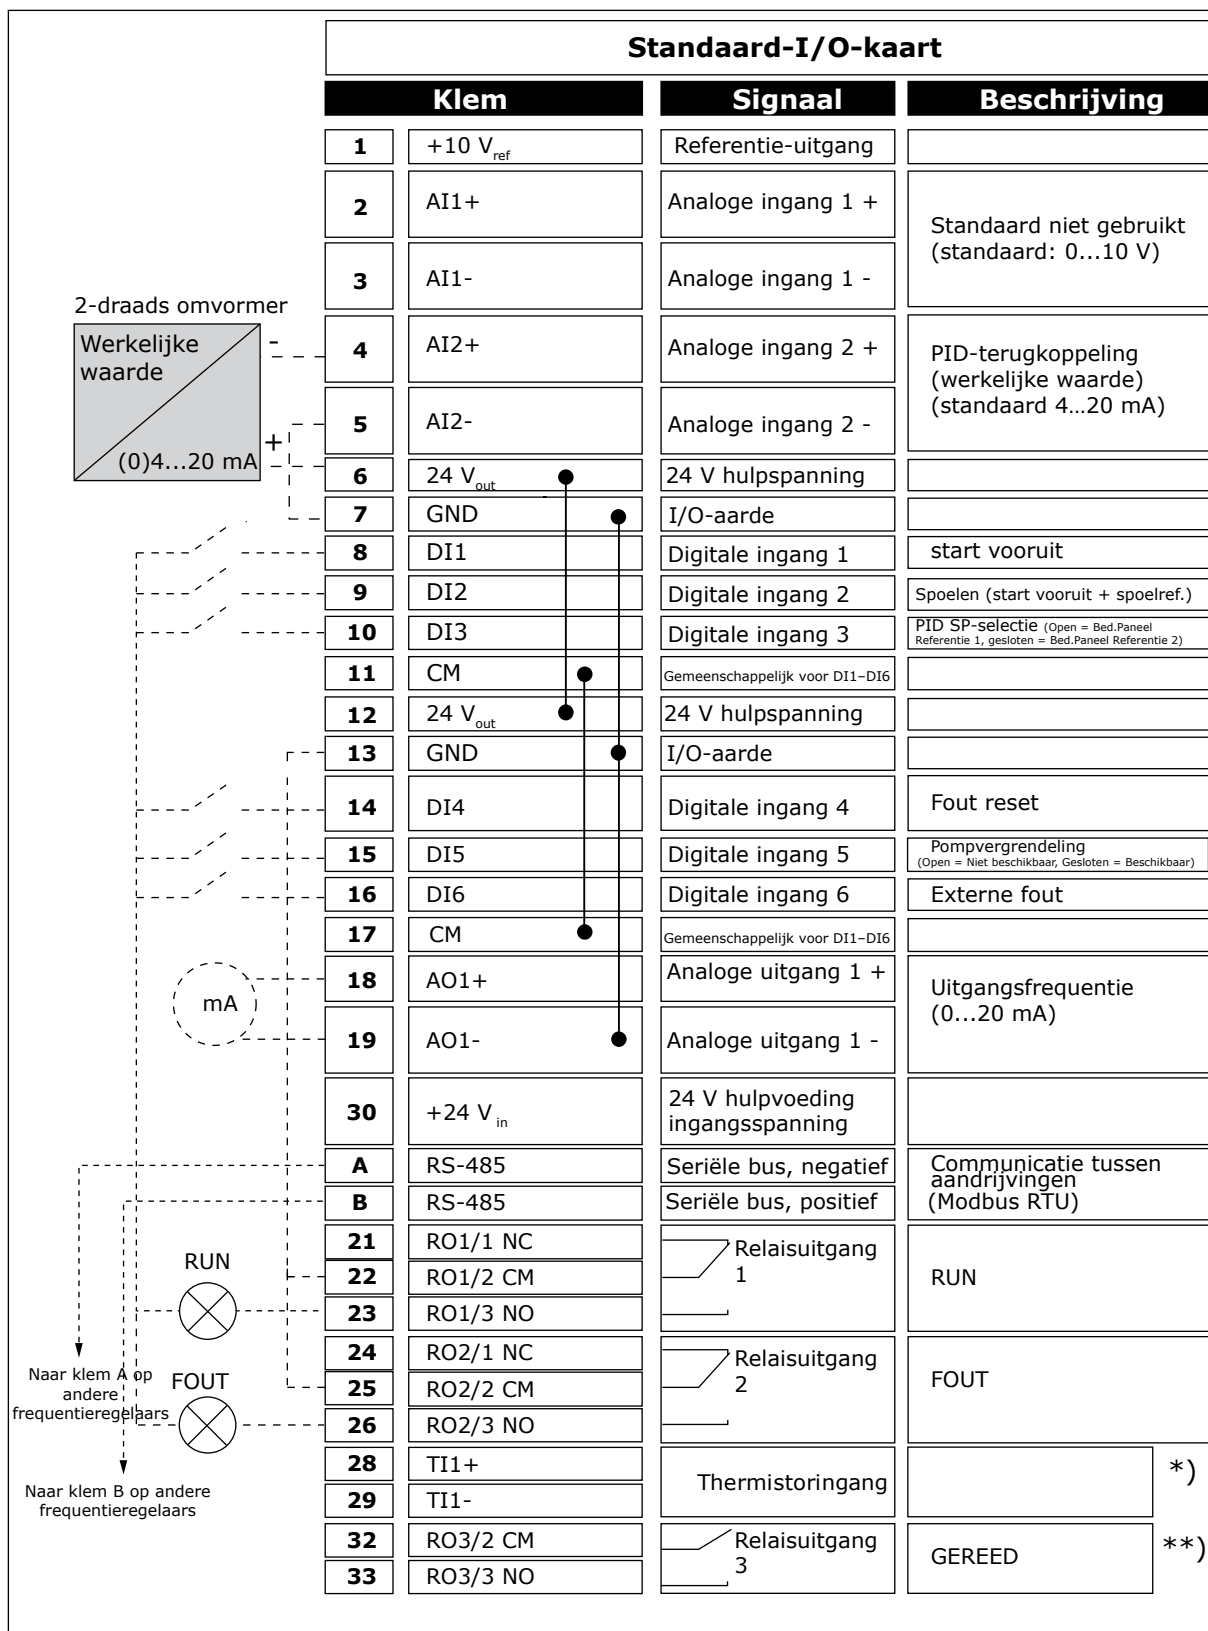 Standaard-I/O-kaart
Klem Signaal Beschrijving
1 +10 Vref Referentie-uitgang
2 AI1+ Analoge ingang 1 +
Standaard niet gebruikt
(standaard: 0...10 V)
3 AI1- Analoge ingang 1 -
2-draads omvormer
Werkelijke
waarde
-
+
(0)4...20 mA
4 AI2+ Analoge ingang 2 +
PID-terugkoppeling
(werkelijke waarde)
(standaard 4...20 mA)
5 AI2- Analoge ingang 2 -
6 24 Vout 24 V hulpspanning
7 GND I/O-aarde
8 DI1 Digitale ingang 1 start vooruit
9 DI2 Digitale ingang 2 Spoelen (start vooruit + spoelref.)
10 DI3 Digitale ingang 3 PID SP-selectie (Open = Bed.Paneel
Referentie 1, gesloten = Bed.Paneel Referentie 2)
11 CM Gemeenschappelijk voor DI1–DI6
12 24 Vout 24 V hulpspanning
13 GND I/O-aarde
14 DI4 Digitale ingang 4 Fout reset
15 DI5 Digitale ingang 5 Pompvergrendeling
(Open = Niet beschikbaar, Gesloten = Beschikbaar)
16 DI6 Digitale ingang 6 Externe fout
17 CM Gemeenschappelijk voor DI1–DI6
18 AO1+ Analoge uitgang 1 +
Uitgangsfrequentie
(0...20 mA)
mA
19 AO1- Analoge uitgang 1 -
30 +24 Vin 24 V hulpvoeding
ingangsspanning
A RS-485 Seriële bus, negatief Communicatie tussen
aandrijvingen
B RS-485 Seriële bus, positief (Modbus RTU)
21 RO1/1 NC Relaisuitgang
1
RUN
22 RO1/2 CM RUN
23 RO1/3 NO
24 RO2/1 NC Relaisuitgang
2
Naar klem A op
andere
frequentieregelaars
FOUT
25 RO2/2 CM FOUT
26 RO2/3 NO
28 TI1+ Thermistoringang *)
29 TI1-
Naar klem B op andere
frequentieregelaars
32 RO3/2 CM Relaisuitgang
3
GEREED **)
33 RO3/3 NO